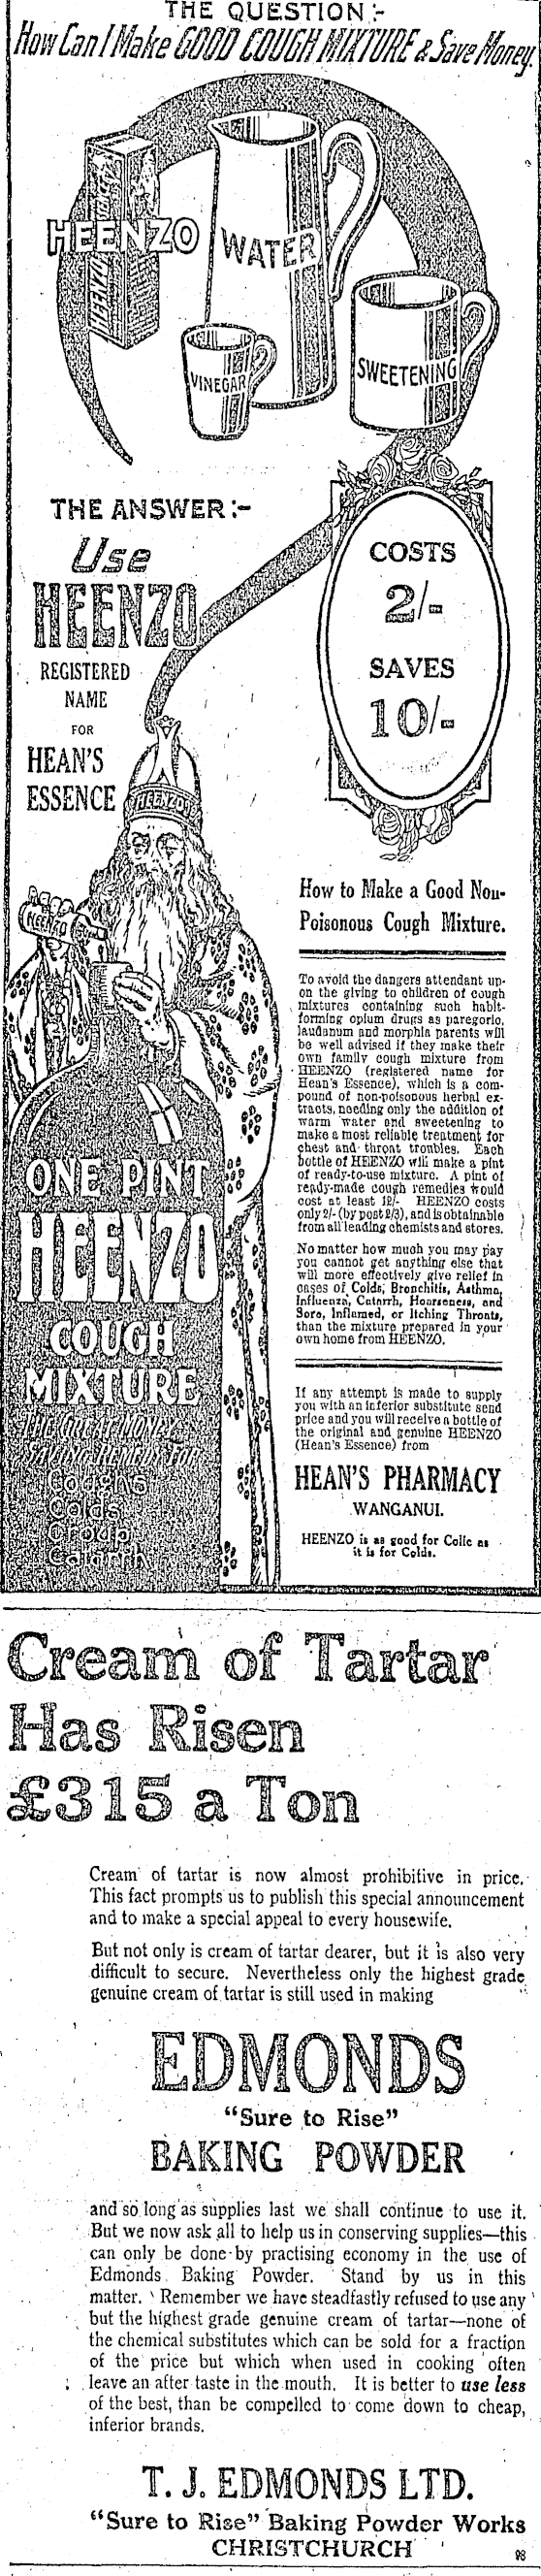 THE QUESTION :-
How Can I Make GOOD COUGH MIXTURE & Save Money.
HEENZO
HEENZO
WATER
VINEGAR
SWEETENING
THE ANSWER :-
Use
HEENZO
REGISTERED
NAME
FOR
HEAN'S
ESSENCE
COSTS
2/-
SAVES
10/-
HEENZO
HEENZO
ONE PINT
HEENZO
COUGH
MIXTURE
THE GREAT MONEY-
SAVING REMEDY FOR
Coughs
Colds
Croup
Catarrh
How to Make a Good Non-
Poisonous Cough Mixture.
To avoid the dangers attendant up-
on the giving to children of cough
mixtures containing such habit-
forming opium drugs as paregoric,
laudanum and morphia parents will
be well advised if they make their
own family cough mixture from
HEENZO (registered name for
Hean's Essence), which is a com-
pound of non-poisonous herbal ex-
tracts, needing only the addition of
warm water and sweetening to
make a most reliable treatment for
chest and throat troubles. Each
bottle of HEENZO will make a pint
of ready-to-use mixture. A pint of
ready-made cough remedies would
cost at least 12/-. HEENZO costs
only 2/- (by post 2/3), and is obtainable
from all leading chemists and stores.
No matter how much you may pay
you cannot get anything else that
will more effectively give relief in
cases of Colds, Bronchitis, Asthma,
Influenza, Catarrh, Hoarseness, and
Sore, Inflamed, or Itching Throats,
than the mixture prepared in your
own home from HEENZO.
If any attempt is made to supply
you with an inferior substitute send
price and you will receive a bottle of
the original and genuine HEENZO
(Hean's Essence) from
HEAN'S PHARMACY
WANGANUI.
HEENZO is as good for Colic as
it is for Colds.
Cream of Tartar
Has Risen
£315 a Ton
Cream of tartar is now almost prohibitive in price.
This fact prompts us to publish this special announcement
and to make a special appeal to every housewife.
But not only is cream of tartar dearer, but it is also very
difficult to secure. Nevertheless only the highest grade
genuine cream of tartar is still used in making
EDMONDS
"Sure to Rise"
BAKING POWDER
and so long as supplies last we shall continue to use it.
But we now ask all to help us in conserving supplies—this
can only be done by practising economy in the use of
Edmonds Baking Powder. Stand by us in this
matter. Remember we have steadfastly refused to use any
but the highest grade genuine cream of tartar—none of
the chemical substitutes which can be sold for a fraction
of the price but which when used in cooking often
leave an after taste in the mouth. It is better to use less
of the best, than be compelled to come down to cheap,
inferior brands.
T. J. EDMONDS LTD.
"Sure to Rise" Baking Powder Works
CHRISTCHURCH